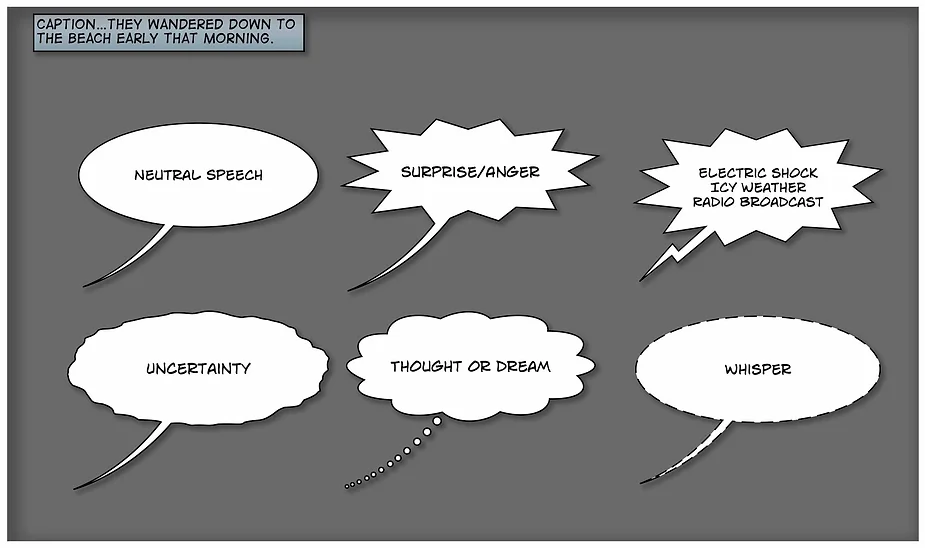 CAPTION...THEY WANDERED DOWN TO
THE BEACH EARLY THAT MORNING.
NEUTRAL SPEECH
SURPRISE/ANGER
ELECTRIC SHOCK
ICY WEATHER
RADIO BROADCAST
UNCERTAINTY
THOUGHT OR DREAM
WHISPER